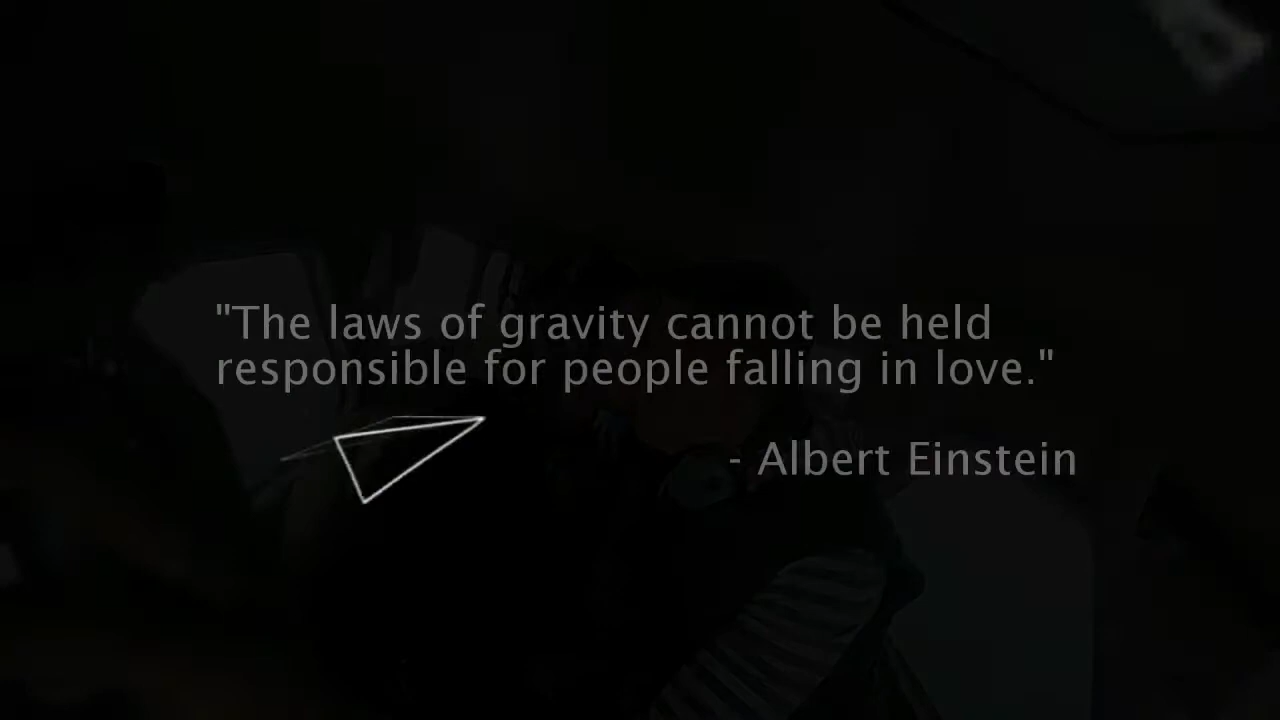 "The laws of gravity cannot be held
responsible for people falling in love."
- Albert Einstein